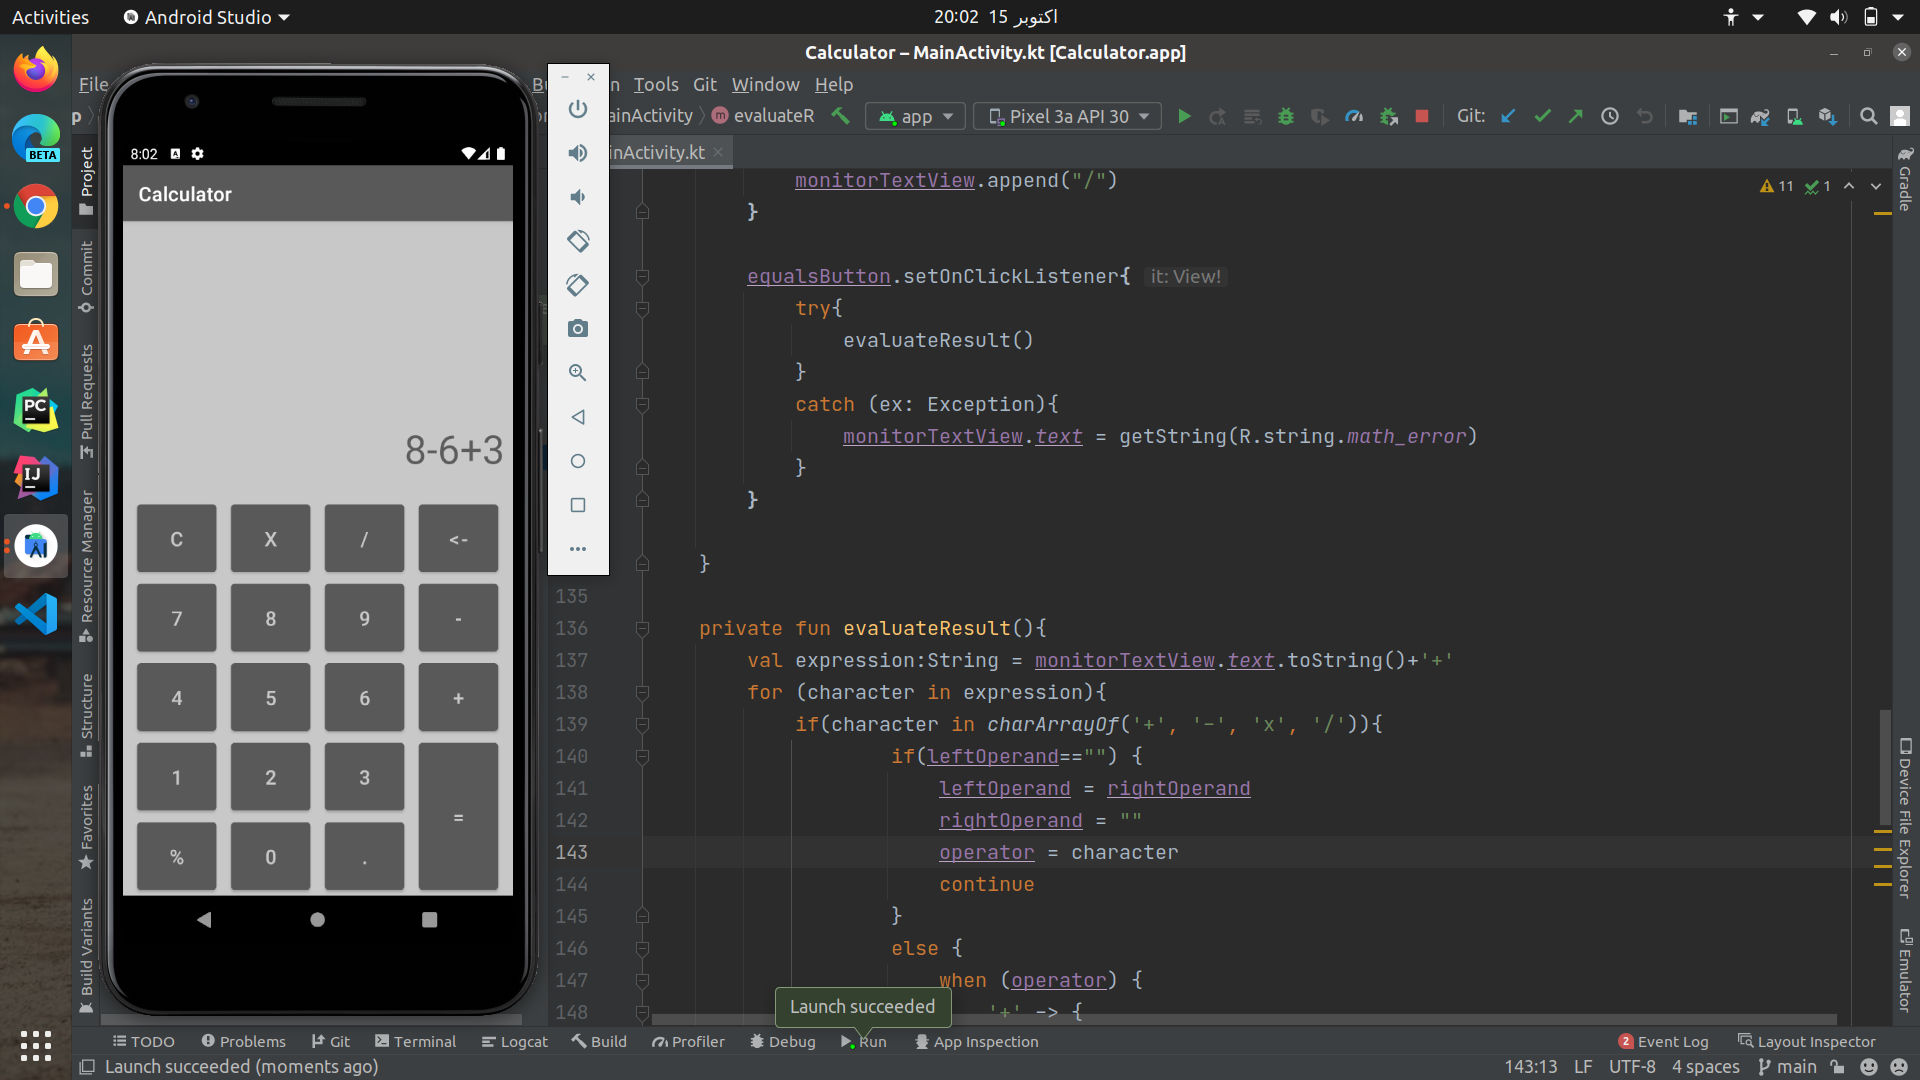 Activities
Android Studio
20:02 15 اکتوبر
Calculator – MainActivity.kt [Calculator.app]
File
Tools Git Window Help
ainActivity evaluateR
app
Pixel 3a API 30
Git:
BETA
8:02
Calculator
8-6+3
C X / <-
7 8 9 -
4 5 6 +
1 2 3 =
% 0 .
Project
Commit
Pull Requests
Resource Manager
Structure
Favorites
Build Variants
inActivity.kt
11 1
Gradle
Device File Explorer
Emulator
monitorTextView.append("/")
}
equalsButton.setOnClickListener{ it: View!
try{
evaluateResult()
}
catch (ex: Exception){
monitorTextView.text = getString(R.string.math_error)
}
}
}
135
136 private fun evaluateResult(){
137 val expression:String = monitorTextView.text.toString()+'+'
138 for (character in expression){
139 if(character in charArrayOf('+', '-', 'x', '/')){
140 if(leftOperand=="") {
141 leftOperand = rightOperand
142 rightOperand = ""
143 operator = character
144 continue
145 }
146 else {
147 when (operator) {
148 '+' -> {
Launch succeeded
TODO Problems Git Terminal Logcat Build Profiler Debug Run App Inspection
2 Event Log Layout Inspector
Launch succeeded (moments ago)
143:13 LF UTF-8 4 spaces main
PC
IJ